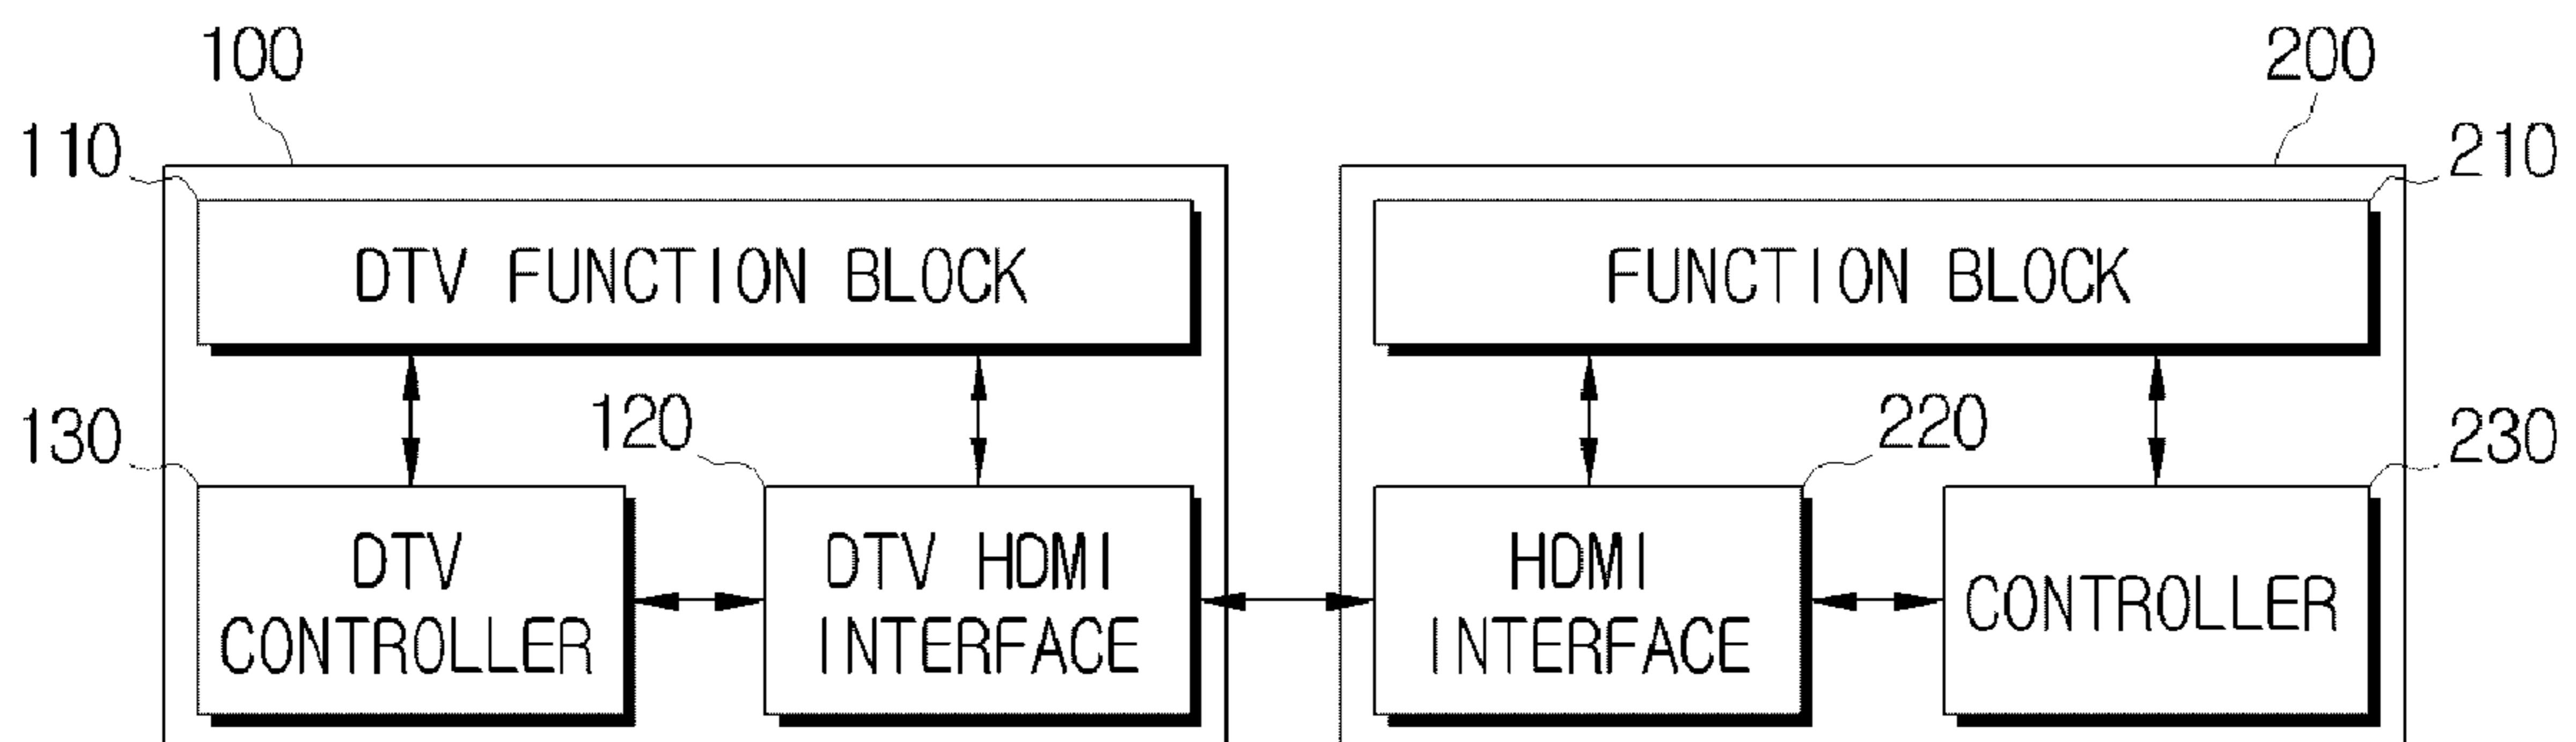 100
200
110
210
DTV FUNCTION BLOCK
FUNCTION BLOCK
130
120
220
230
DTV
CONTROLLER
DTV HDMI
INTERFACE
HDMI
INTERFACE
CONTROLLER